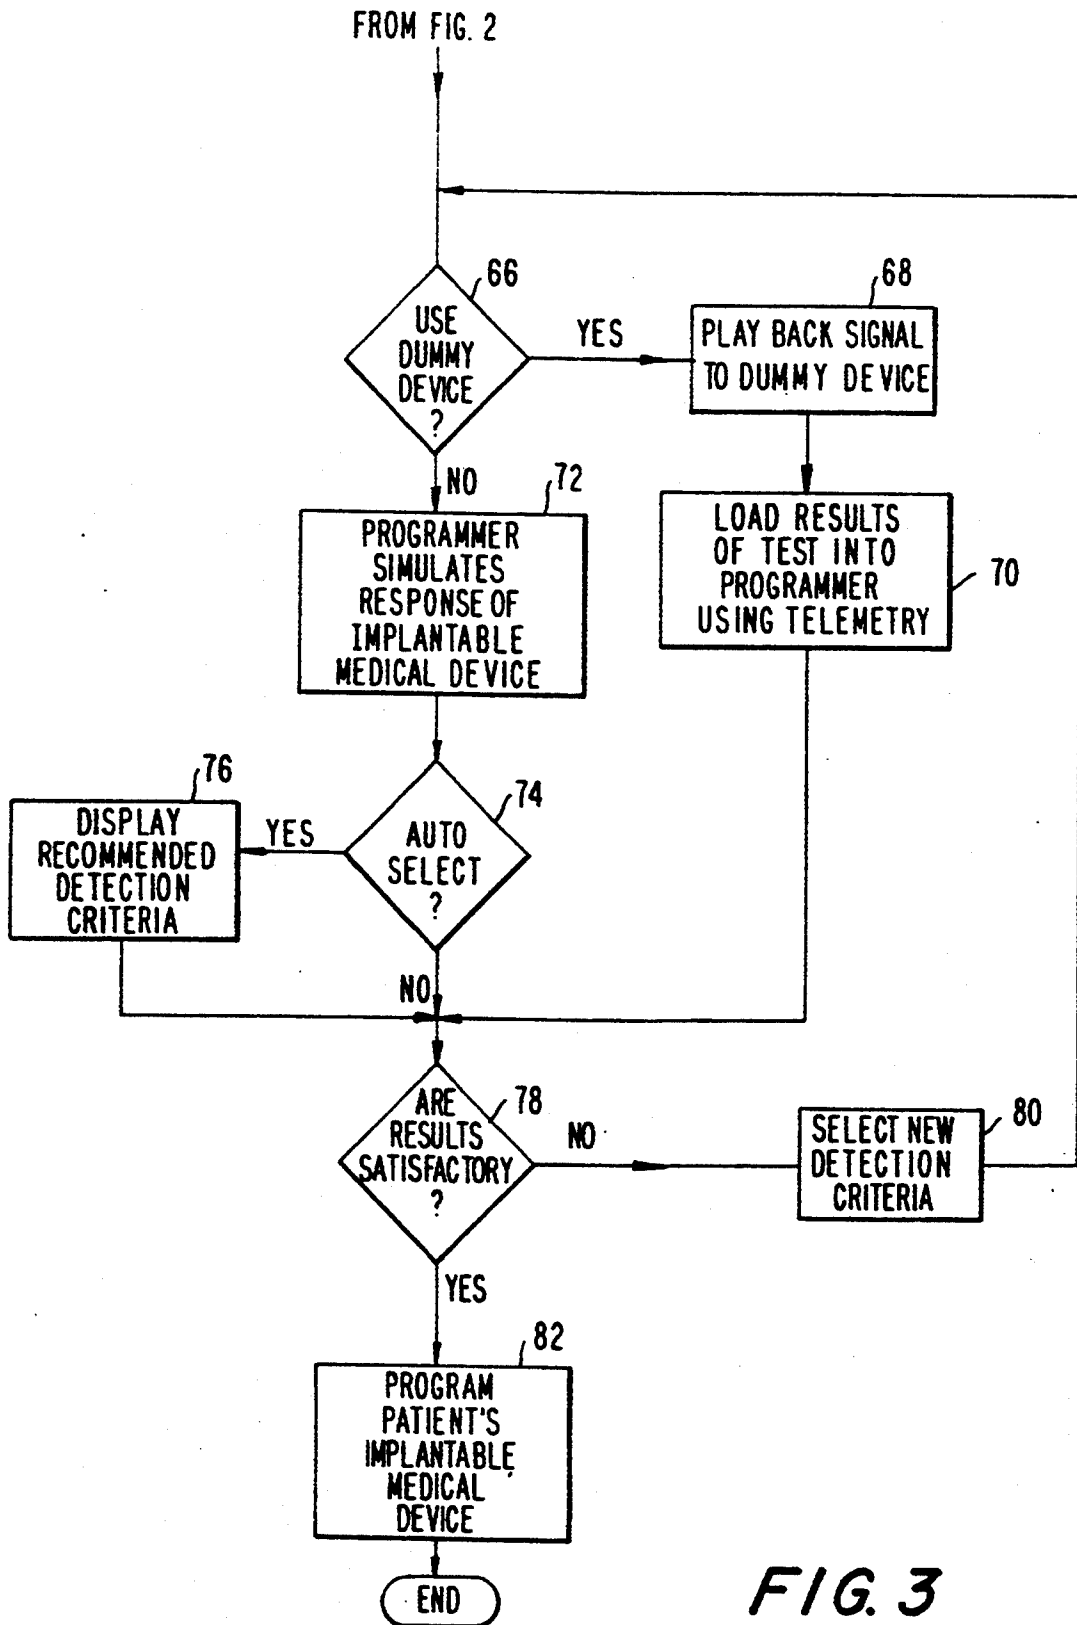 FROM FIG. 2
66
USE
DUMMY
DEVICE
?
YES
68
PLAY BACK SIGNAL
TO DUMMY DEVICE
NO
72
PROGRAMMER
SIMULATES
RESPONSE OF
IMPLANTABLE
MEDICAL DEVICE
LOAD RESULTS
OF TEST INTO
PROGRAMMER
USING TELEMETRY
70
74
AUTO
SELECT
?
YES
76
DISPLAY
RECOMMENDED
DETECTION
CRITERIA
NO
78
ARE
RESULTS
SATISFACTORY
?
NO
80
SELECT NEW
DETECTION
CRITERIA
YES
82
PROGRAM
PATIENT'S
IMPLANTABLE
MEDICAL
DEVICE
END
FIG. 3